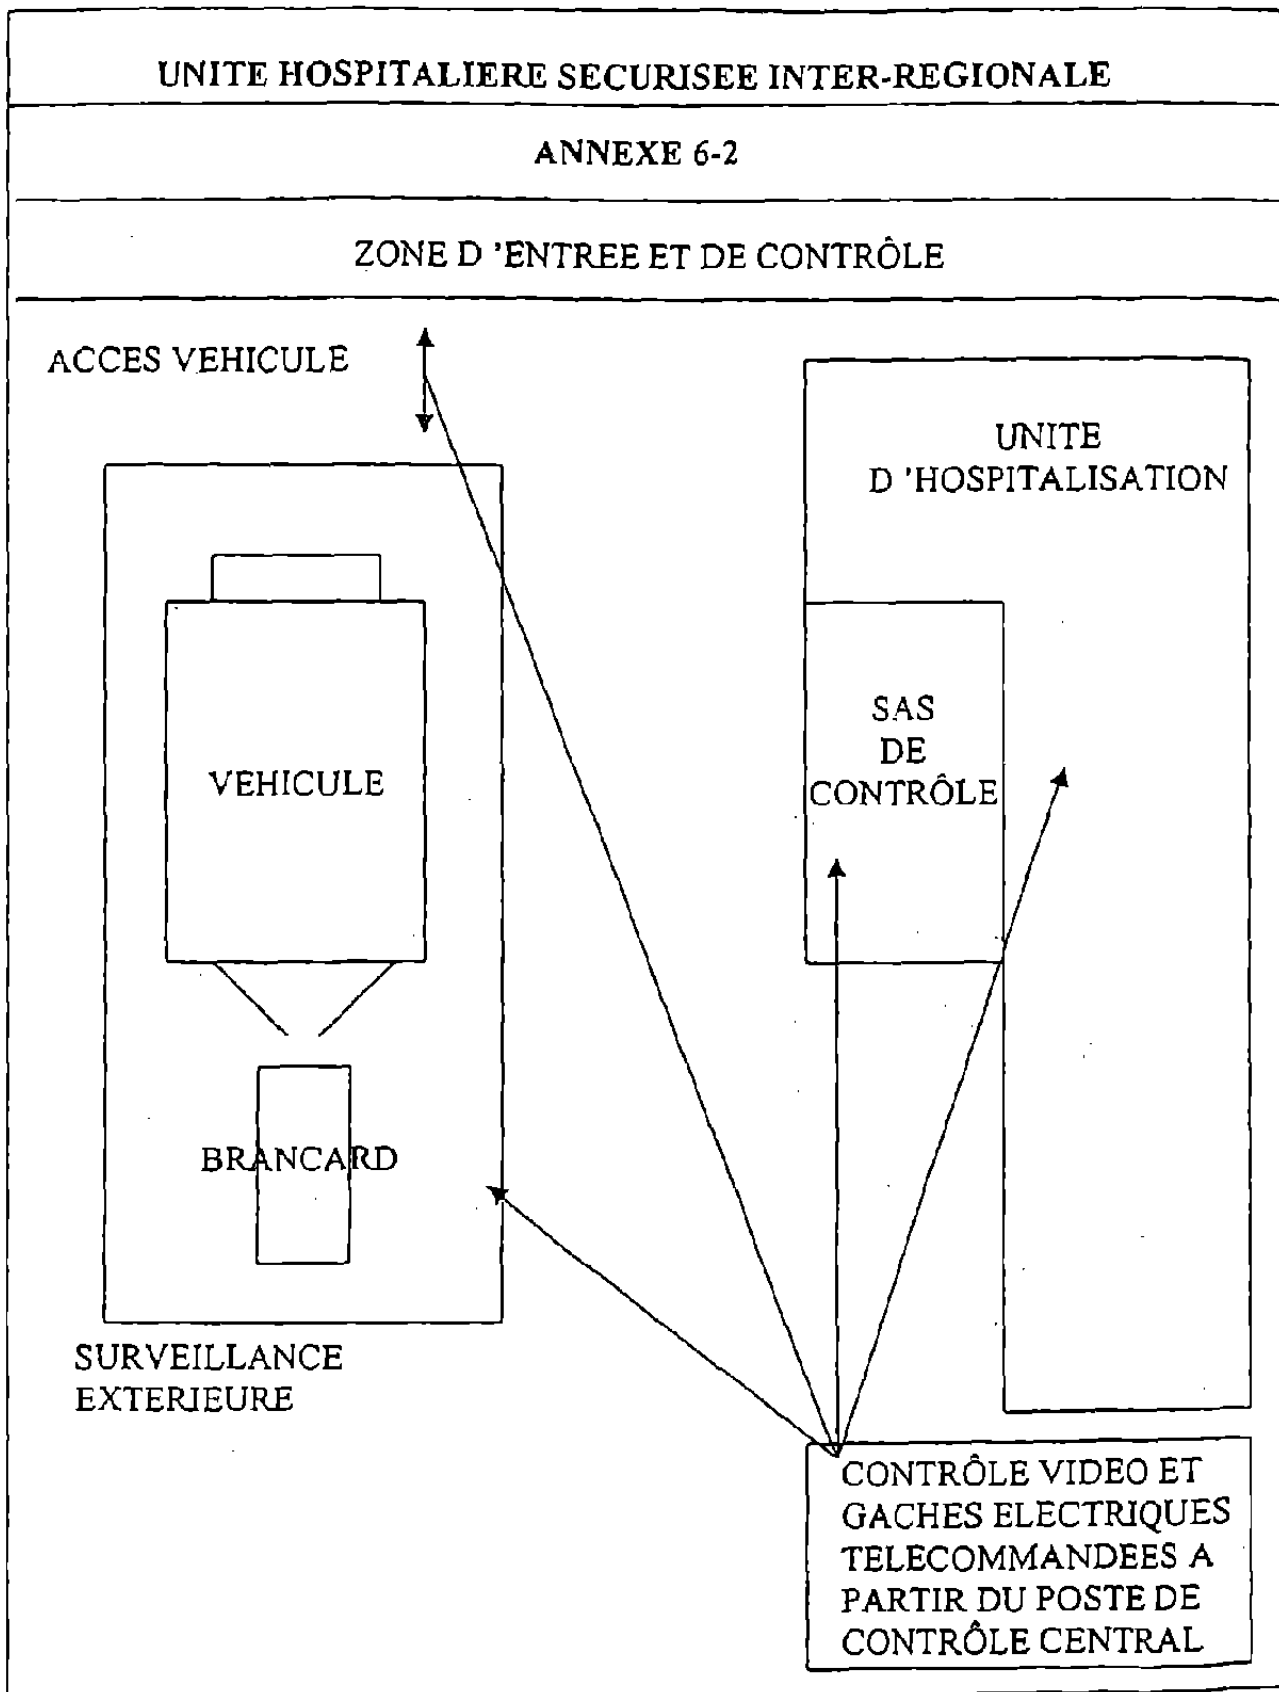 UNITE HOSPITALIERE SECURISEE INTER-REGIONALE
ANNEXE 6-2
ZONE D 'ENTREE ET DE CONTRÔLE
ACCES VEHICULE
UNITE
D 'HOSPITALISATION
SAS
DE
CONTRÔLE
VEHICULE
BRANCARD
SURVEILLANCE
EXTERIEURE
CONTRÔLE VIDEO ET
GACHES ELECTRIQUES
TELECOMMANDEES A
PARTIR DU POSTE DE
CONTRÔLE CENTRAL